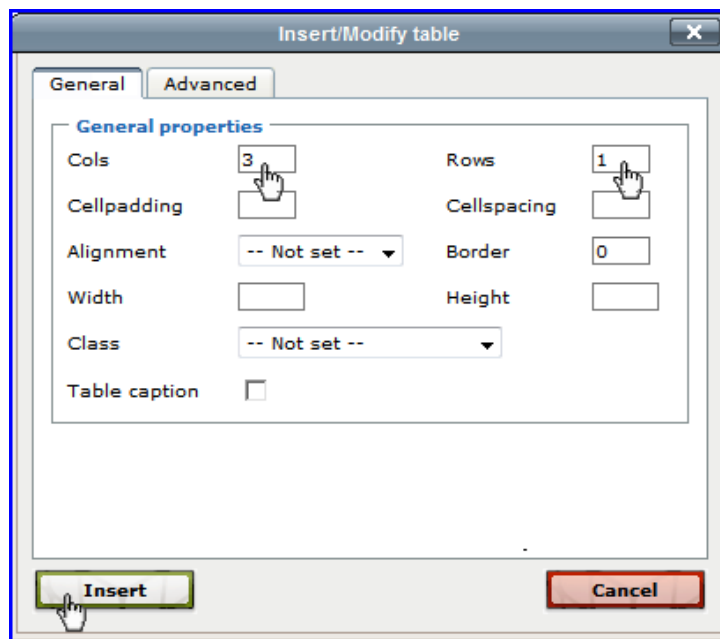 Insert/Modify table
General Advanced
General properties
Cols 3 Rows 1
Cellpadding Cellspacing
Alignment -- Not set -- Border 0
Width Height
Class -- Not set --
Table caption
Insert Cancel